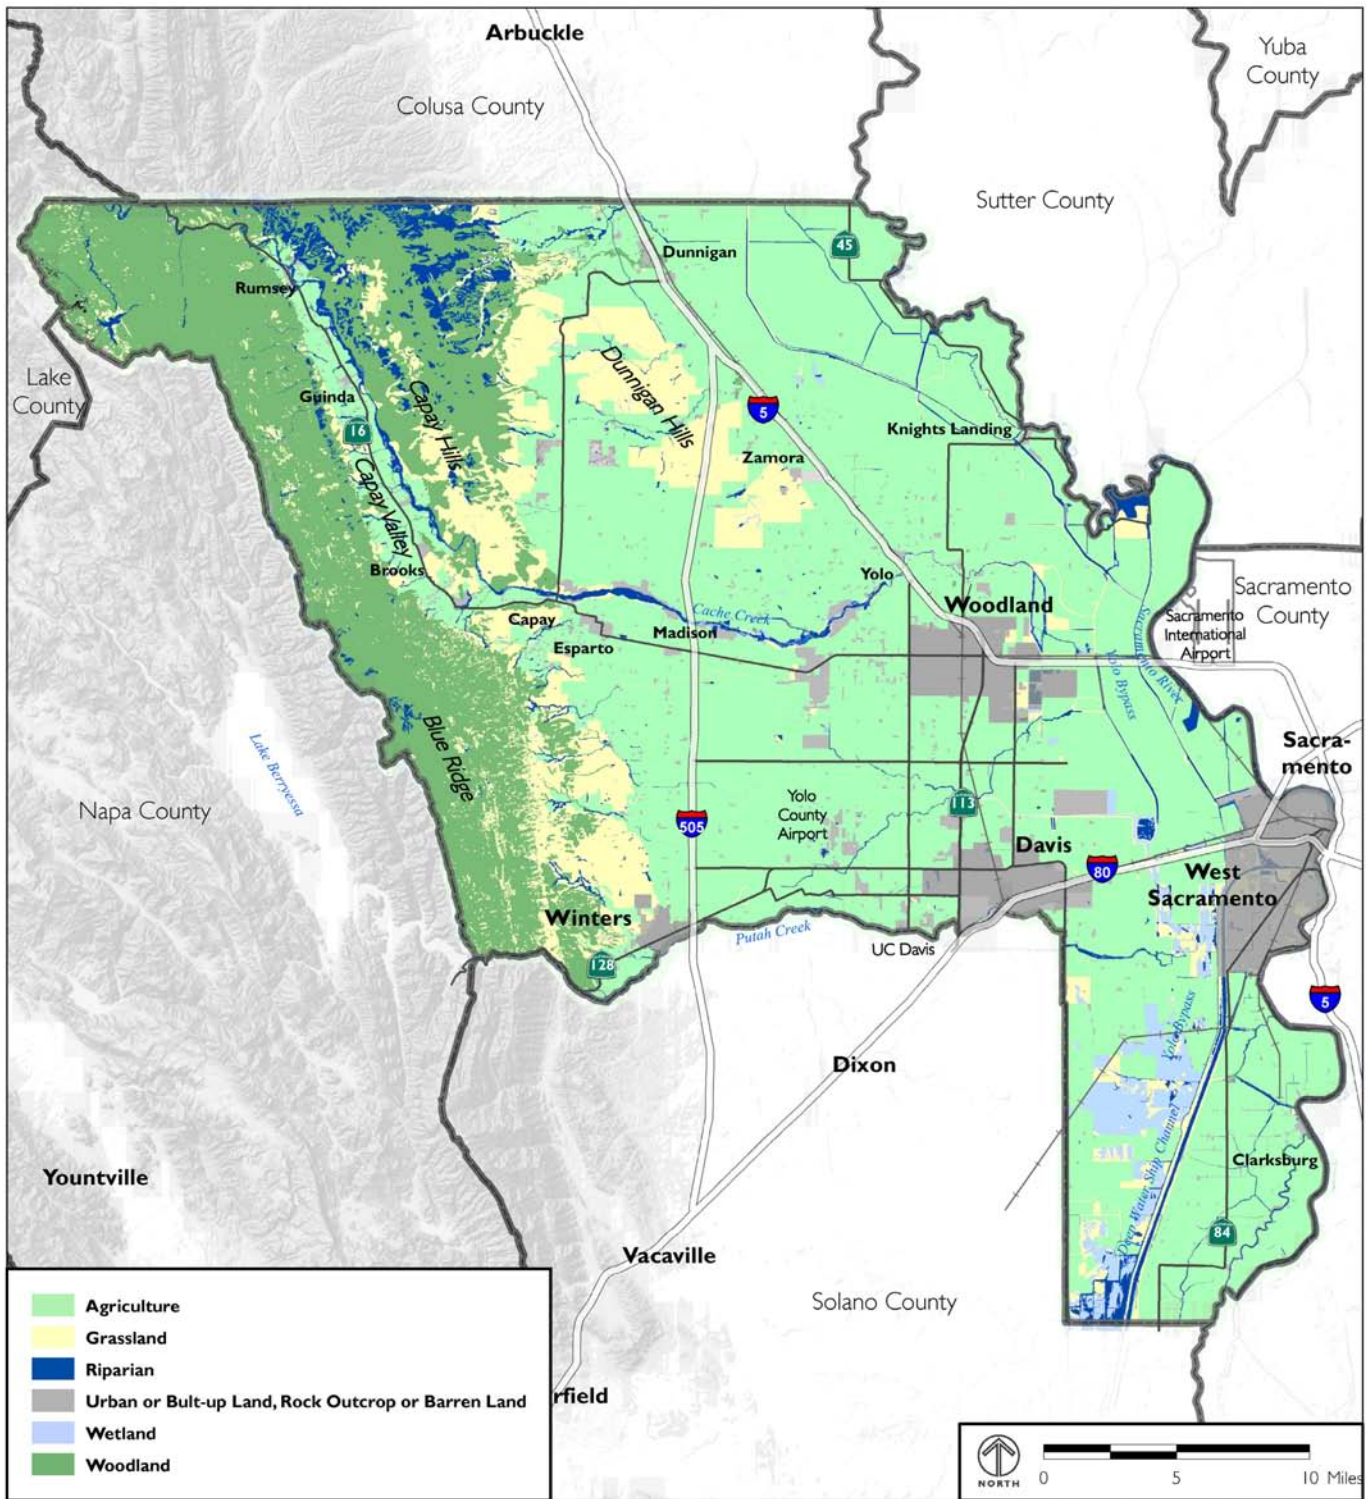 Arbuckle
Yuba
County
Colusa County
Sutter County
45
Dunnigan
Rumsey
Lake
County
Guinda
16
Capay Hills
Dunnigan Hills
5
Knights Landing
Zamora
Capay Valley
Brooks
Yolo
Woodland
Cache Creek
Capay
Madison
Esparto
Sacramento
County
Sacramento
International
Airport
Sacramento River
Yolo Bypass
Blue Ridge
Lake Berryessa
Sacra-
mento
Napa County
Yolo
County
Airport
505
113
Davis
80
West
Sacramento
Winters
Putah Creek
UC Davis
128
5
Yolo Bypass
Dixon
Deep Water Ship Channel
Clarksburg
Yountville
84
Vacaville
Solano County
rfield
Agriculture
Grassland
Riparian
Urban or Bult-up Land, Rock Outcrop or Barren Land
Wetland
Woodland
NORTH
0 5 10 Miles